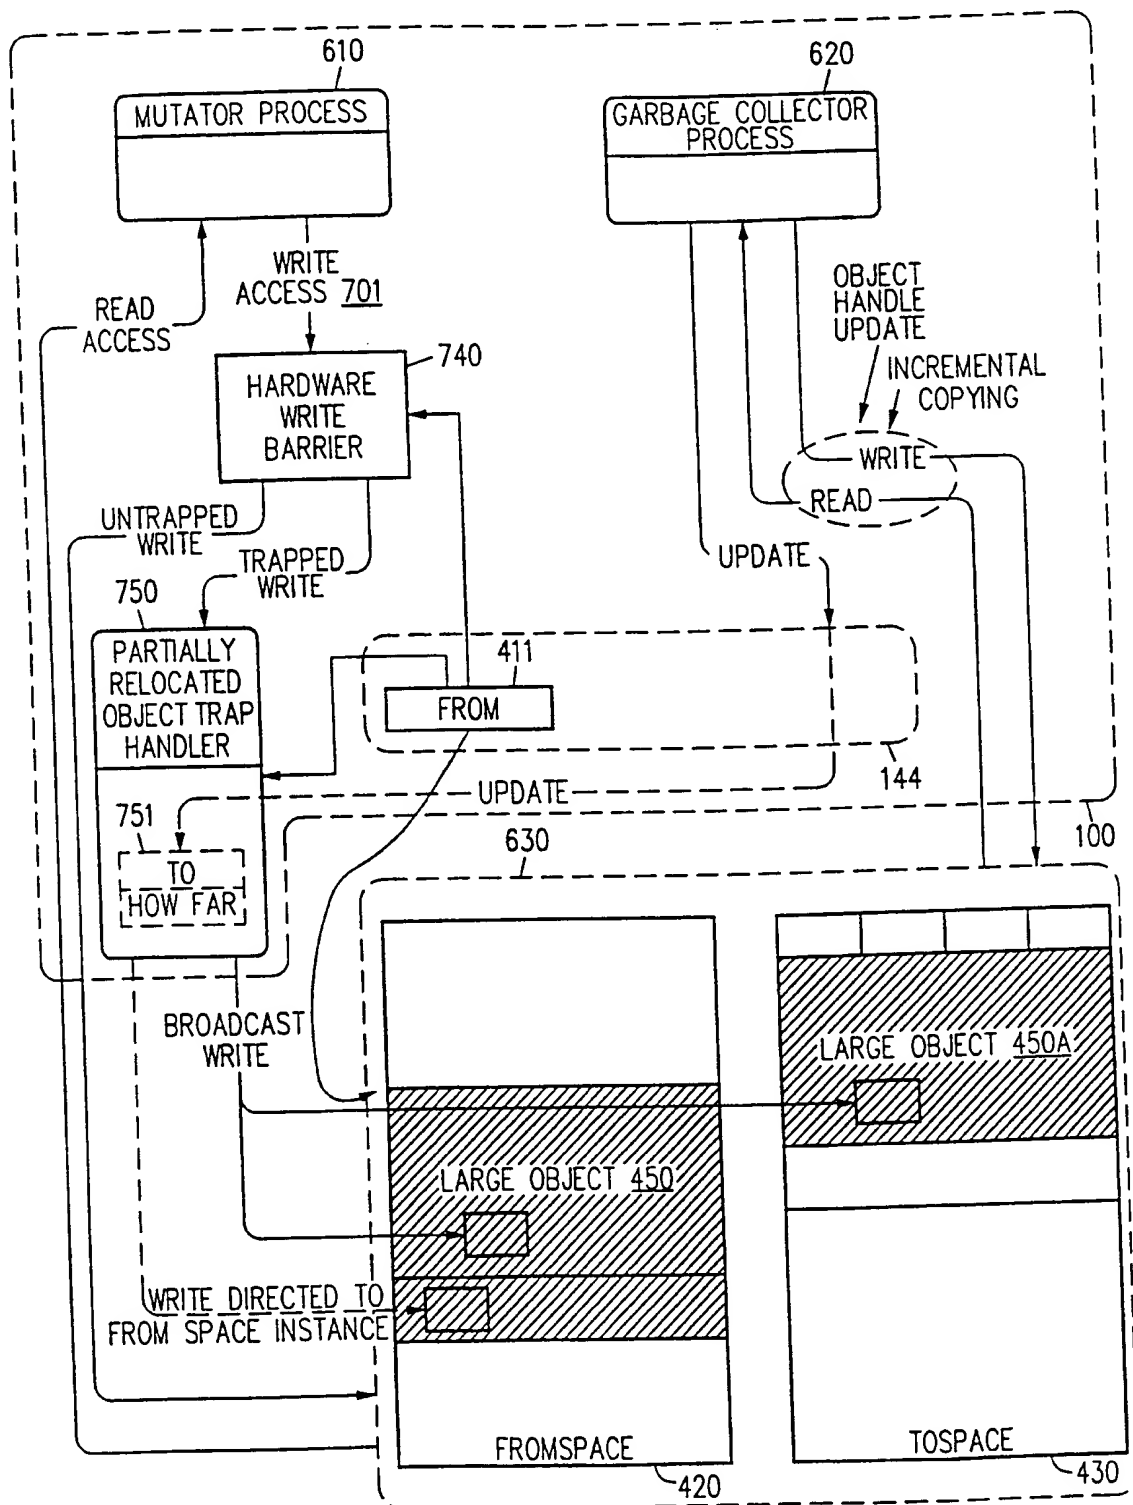 610
620
MUTATOR PROCESS
GARBAGE COLLECTOR
PROCESS
WRITE
ACCESS 701
READ
ACCESS
OBJECT
HANDLE
UPDATE
INCREMENTAL
COPYING
740
HARDWARE
WRITE
BARRIER
WRITE
READ
UNTRAPPED
WRITE
TRAPPED
WRITE
UPDATE
750
PARTIALLY
RELOCATED
OBJECT TRAP
HANDLER
411
FROM
144
UPDATE
751
TO
HOW FAR
100
630
BROADCAST
WRITE
LARGE OBJECT 450A
LARGE OBJECT 450
WRITE DIRECTED TO
FROM SPACE INSTANCE
FROMSPACE
TOSPACE
420
430